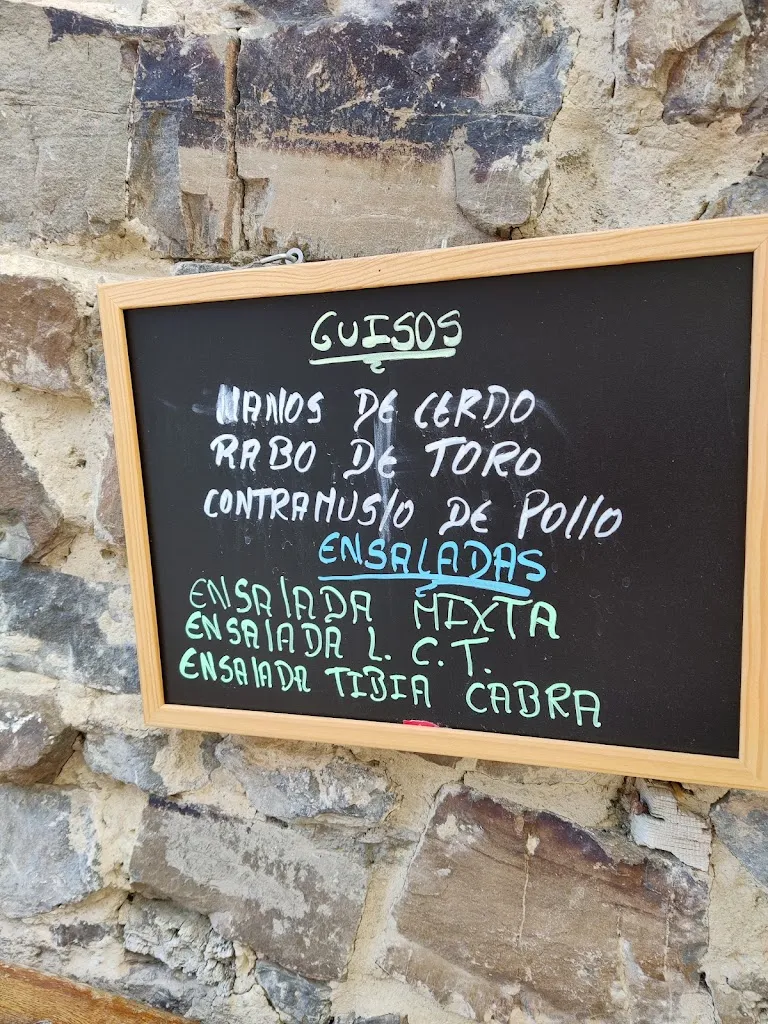 GUISOS
MANOS DE CERDO
RABO DE TORO
CONTRAMUSlO DE POllO
ENSALADAS
ENSAlADA MIXTA
ENSAlADA L. C.T.
ENSAlADA TIBIA CABRA